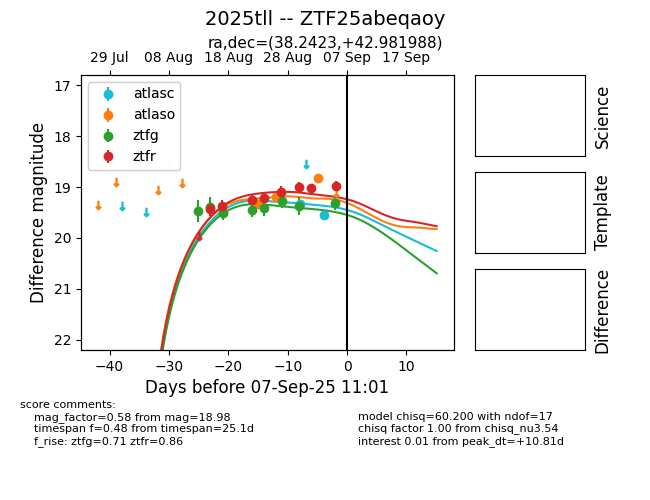 2025tll -- ZTF25abeqaoy
ra,dec=(38.2423,+42.981988)
29 Jul 08 Aug 18 Aug 28 Aug 07 Sep 17 Sep
17
18
19
20
21
22
Difference magnitude
atlasc
atlaso
ztfg
ztfr
−40 −30 −20 −10 0 10
Days before 07-Sep-25 11:01
Science
Template
Difference
score comments:
mag_factor=0.58 from mag=18.98
timespan f=0.48 from timespan=25.1d
f_rise: ztfg=0.71 ztfr=0.86
model chisq=60.200 with ndof=17
chisq factor 1.00 from chisq_nu3.54
interest 0.01 from peak_dt=+10.81d